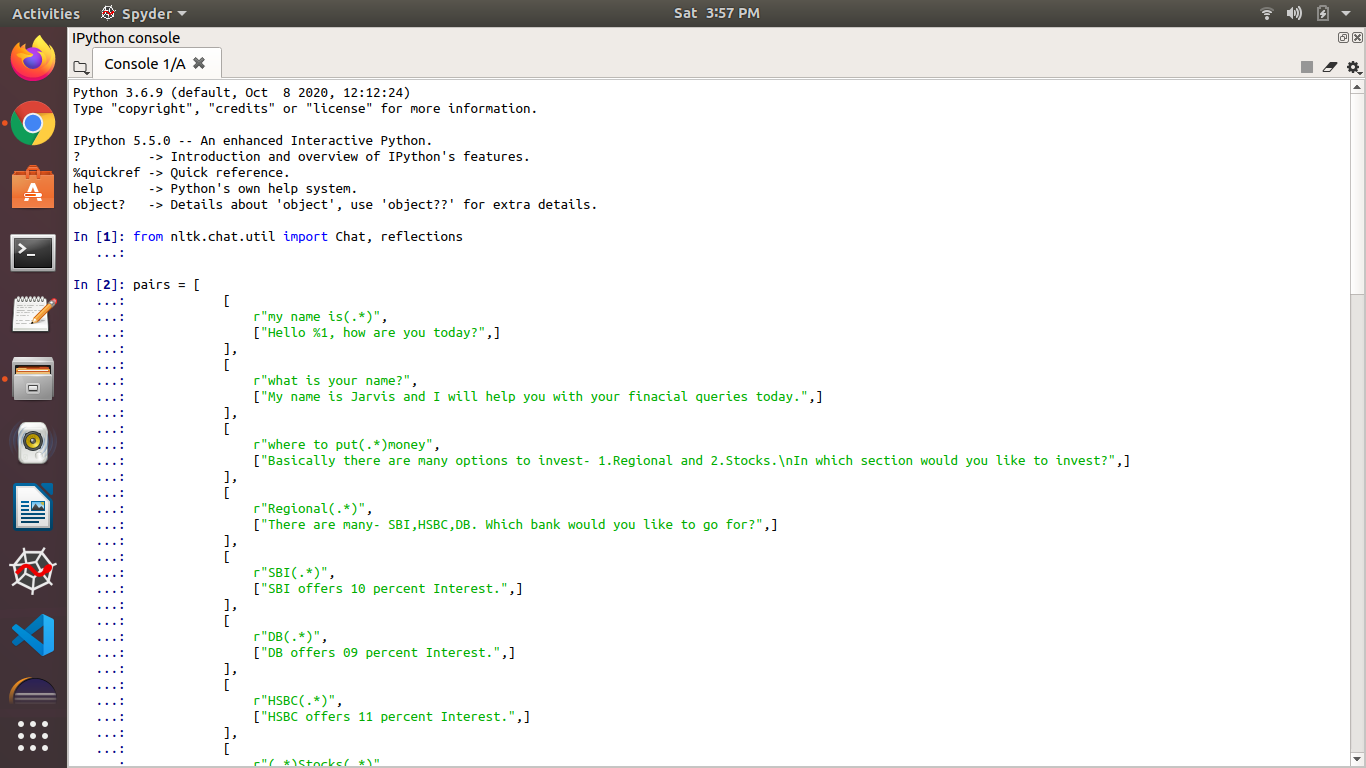 Activities Spyder Sat 3:57 PM
IPython console
Console 1/A
Python 3.6.9 (default, Oct  8 2020, 12:12:24)
Type "copyright", "credits" or "license" for more information.
IPython 5.5.0 -- An enhanced Interactive Python.
?         -> Introduction and overview of IPython's features.
%quickref -> Quick reference.
help      -> Python's own help system.
object?   -> Details about 'object', use 'object??' for extra details.
In [1]: from nltk.chat.util import Chat, reflections
   ...:
In [2]: pairs = [
   ...:             [
   ...:                 r"my name is(.*)",
   ...:                 ["Hello %1, how are you today?",]
   ...:             ],
   ...:             [
   ...:                 r"what is your name?",
   ...:                 ["My name is Jarvis and I will help you with your finacial queries today.",]
   ...:             ],
   ...:             [
   ...:                 r"where to put(.*)money",
   ...:                 ["Basically there are many options to invest- 1.Regional and 2.Stocks.\nIn which section would you like to invest?",]
   ...:             ],
   ...:             [
   ...:                 r"Regional(.*)",
   ...:                 ["There are many- SBI,HSBC,DB. Which bank would you like to go for?",]
   ...:             ],
   ...:             [
   ...:                 r"SBI(.*)",
   ...:                 ["SBI offers 10 percent Interest.",]
   ...:             ],
   ...:             [
   ...:                 r"DB(.*)",
   ...:                 ["DB offers 09 percent Interest.",]
   ...:             ],
   ...:             [
   ...:                 r"HSBC(.*)",
   ...:                 ["HSBC offers 11 percent Interest.",]
   ...:             ],
   ...:             [
   ...:                 r"(.*)Stocks(.*)"